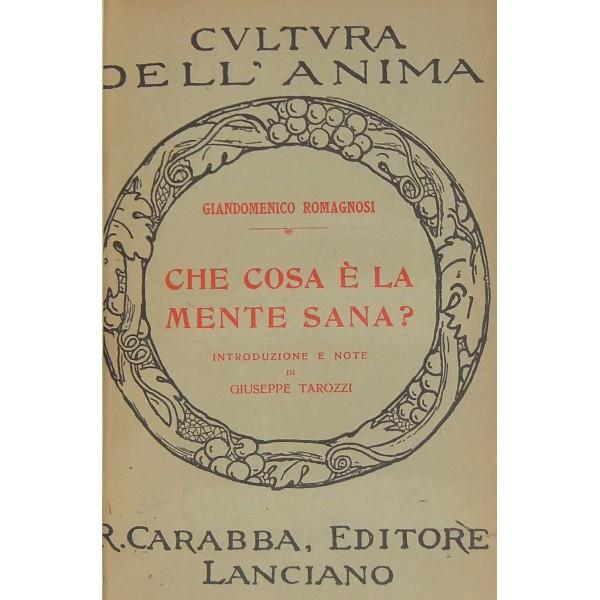 CVLTVRA
DELL' ANIMA
GIANDOMENICO ROMAGNOSI
CHE COSA È LA
MENTE SANA?
INTRODUZIONE E NOTE
DI
GIUSEPPE TAROZZI
R. CARABBA, EDITORE
LANCIANO